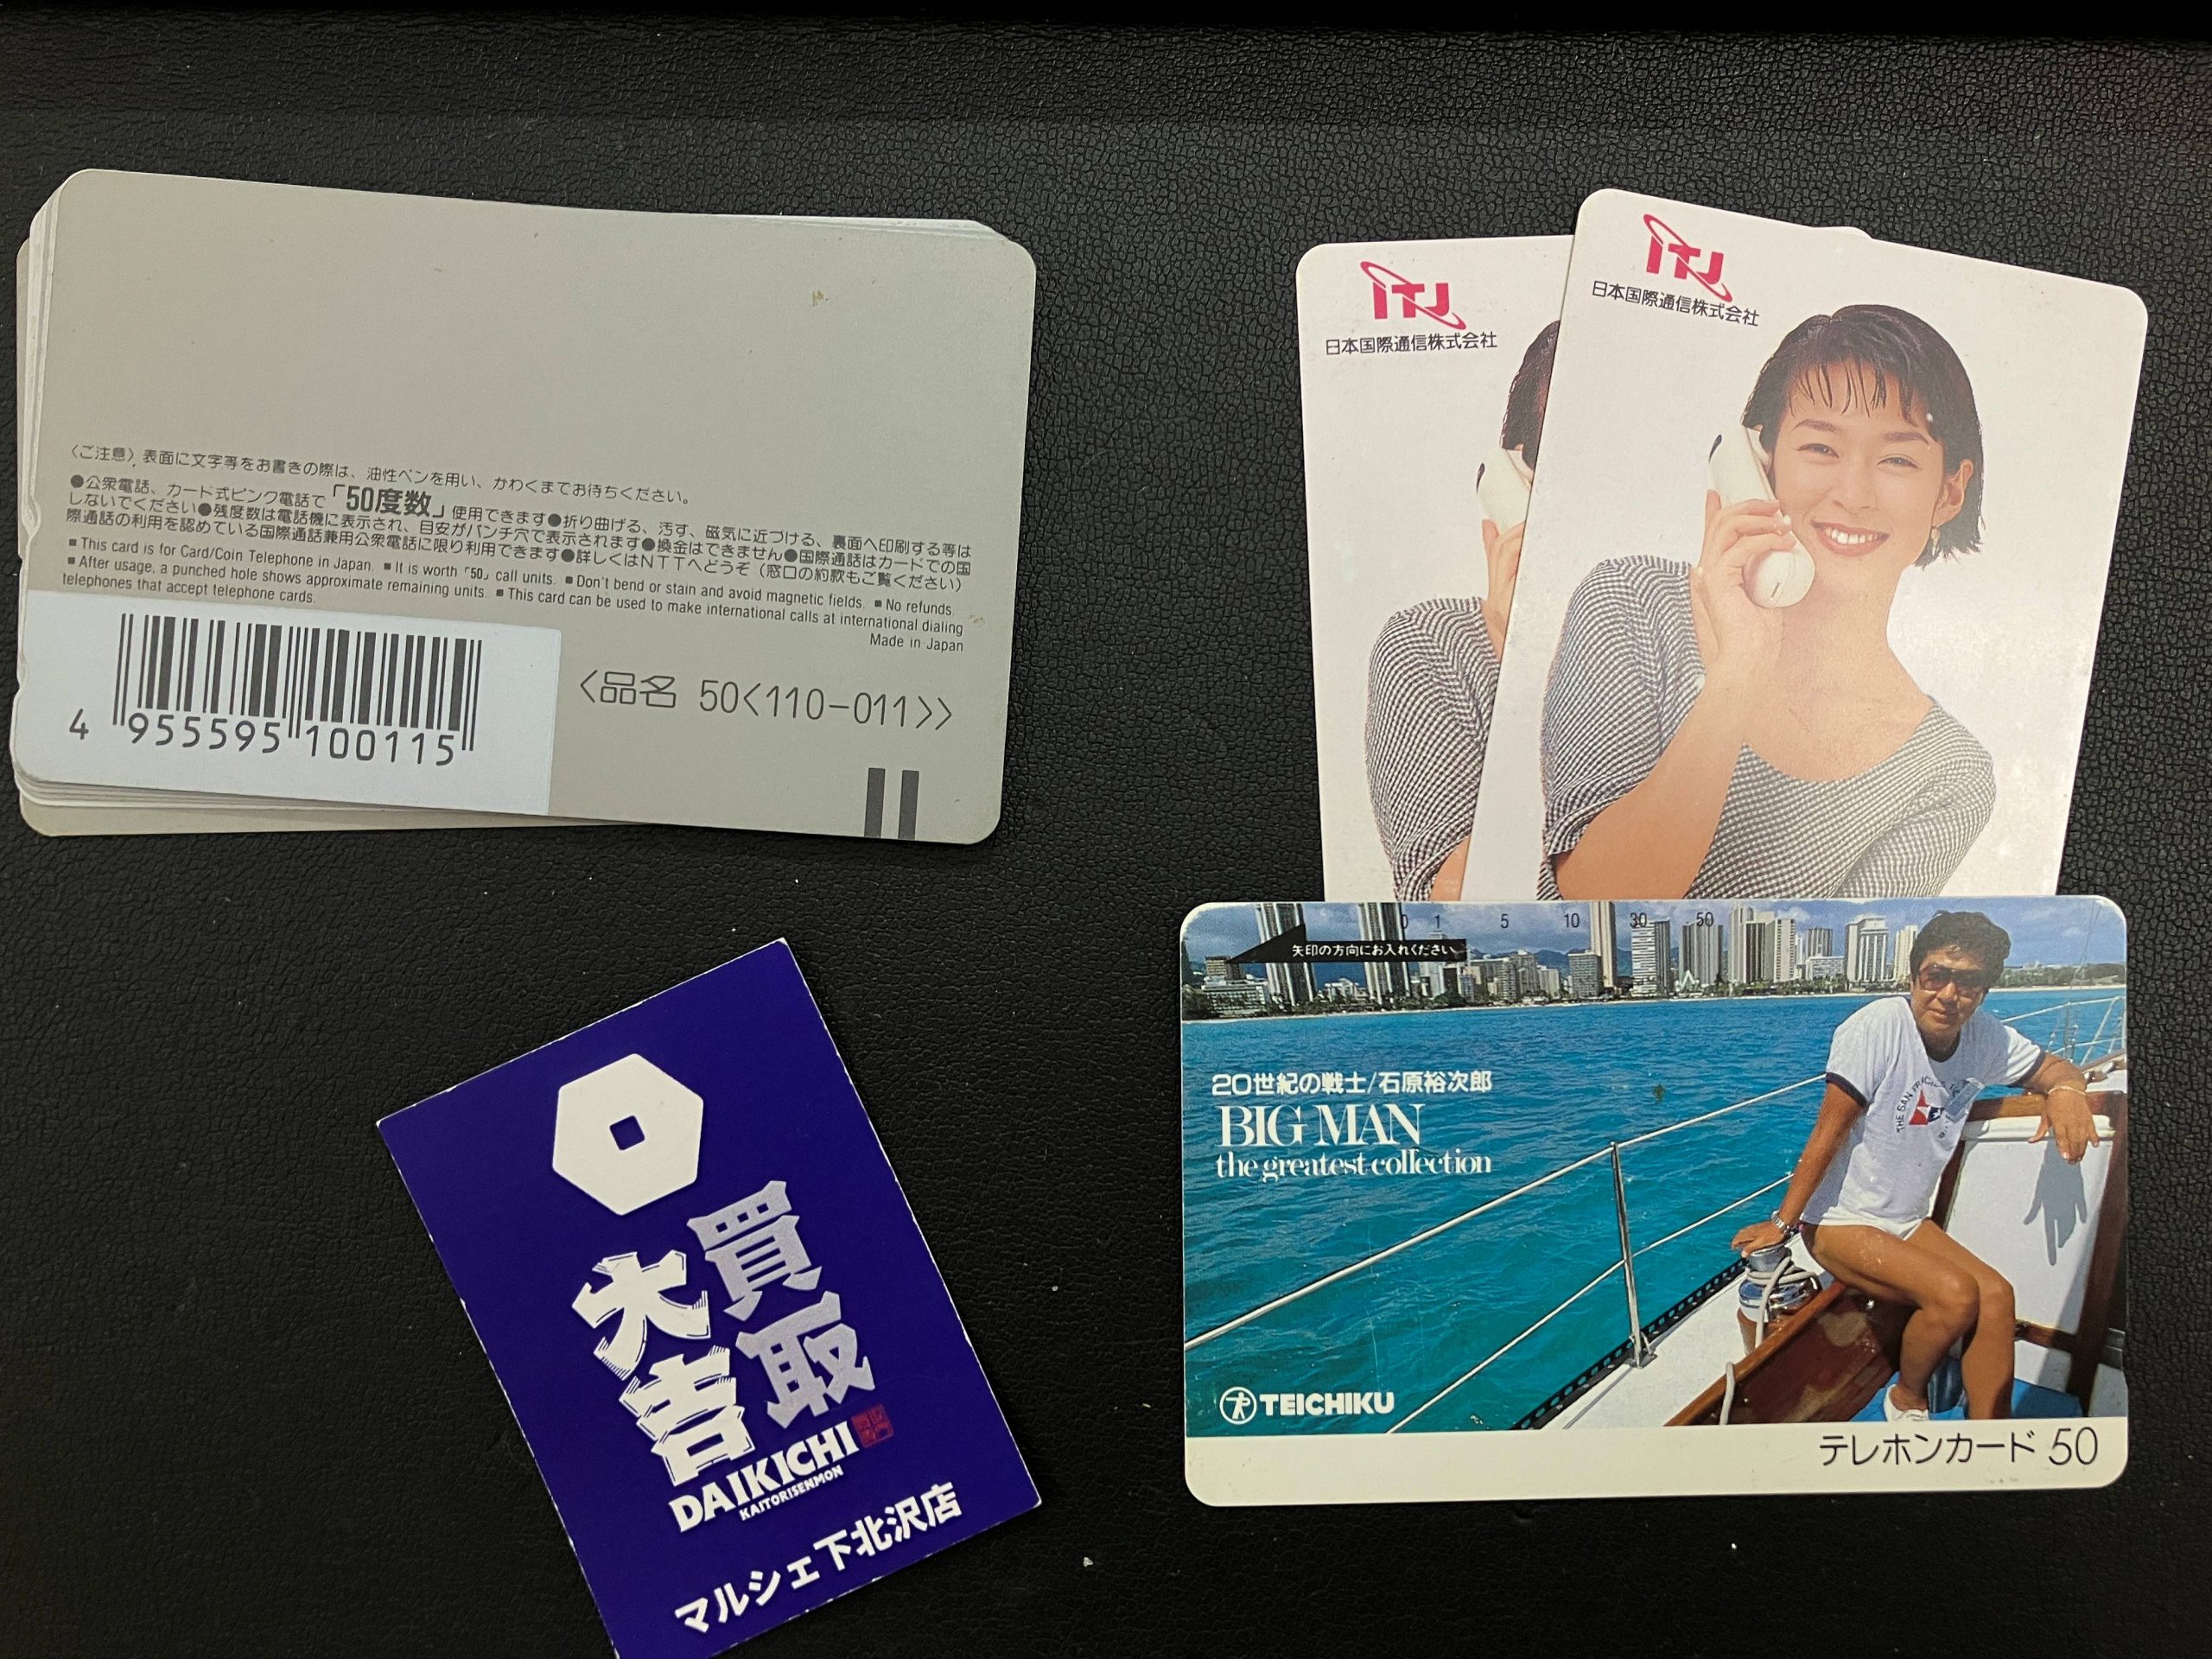 〈ご注意〉表面に文字等をお書きの際は、油性ペンを用い、かわくまでお待ちください。
●公衆電話、カード式ピンク電話で「50度数」使用できます●折り曲げる、汚す、磁気に近づける、裏面へ印刷する等は
しないでください●残度数は電話機に表示され、目安がパンチ穴で表示されます●換金はできません●国際通話はカードでの国
際通話の利用を認めている国際通話兼用公衆電話に限り利用できます●詳しくはNTTへどうぞ（窓口の約款もご覧ください）
■This card is for Card/Coin Telephone in Japan. ■It is worth「50」call units. ■Don't bend or stain and avoid magnetic fields. ■No refunds.
■After usage, a punched hole shows approximate remaining units. ■This card can be used to make international calls at international dialing
telephones that accept telephone cards.
Made in Japan
4 955595 100115
<品名 50<110-011>>
ITJ
日本国際通信株式会社
ITJ
日本国際通信株式会社
0 1 5 10 30 50
矢印の方向にお入れください
20世紀の戦士/石原裕次郎
BIG MAN
the greatest collection
THE SAN FRANCISCO
TEICHIKU
テレホンカード 50
買取
大吉
DAIKICHI
KAITORISENMON
マルシェ下北沢店